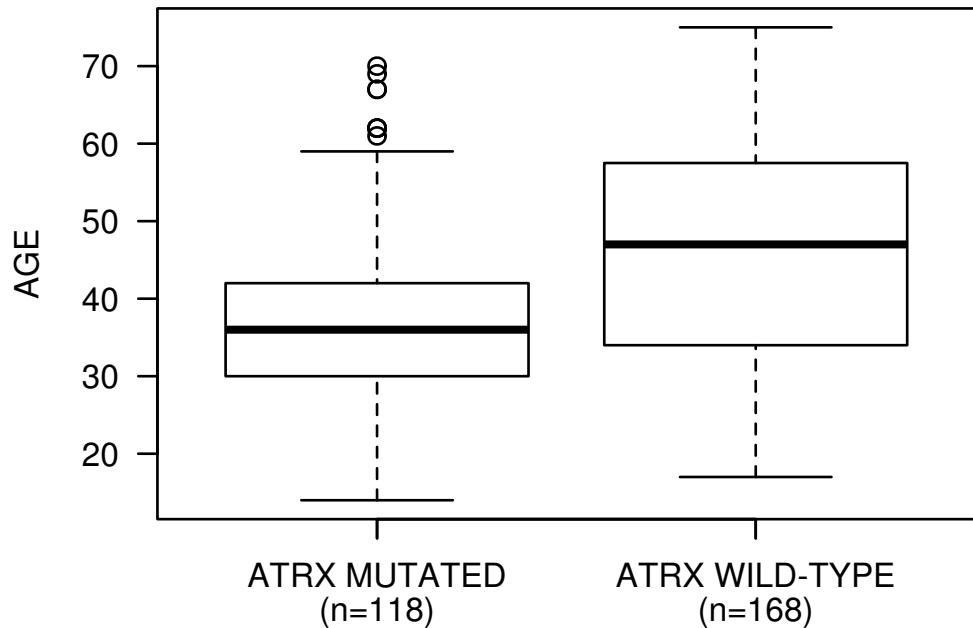 70
60
50
40
30
20
AGE
ATRX MUTATED
(n=118)
ATRX WILD-TYPE
(n=168)